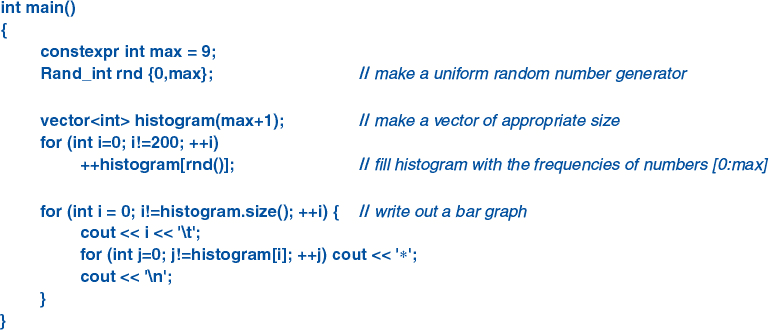 int main()
{
constexpr int max = 9;
Rand_int rnd {0,max}; // make a uniform random number generator
vector<int> histogram(max+1); // make a vector of appropriate size
for (int i=0; i!=200; ++i)
++histogram[rnd()]; // fill histogram with the frequencies of numbers [0:max]
for (int i = 0; i!=histogram.size(); ++i) { // write out a bar graph
cout << i << '\t';
for (int j=0; j!=histogram[i]; ++j) cout << '*';
cout << '\n';
}
}